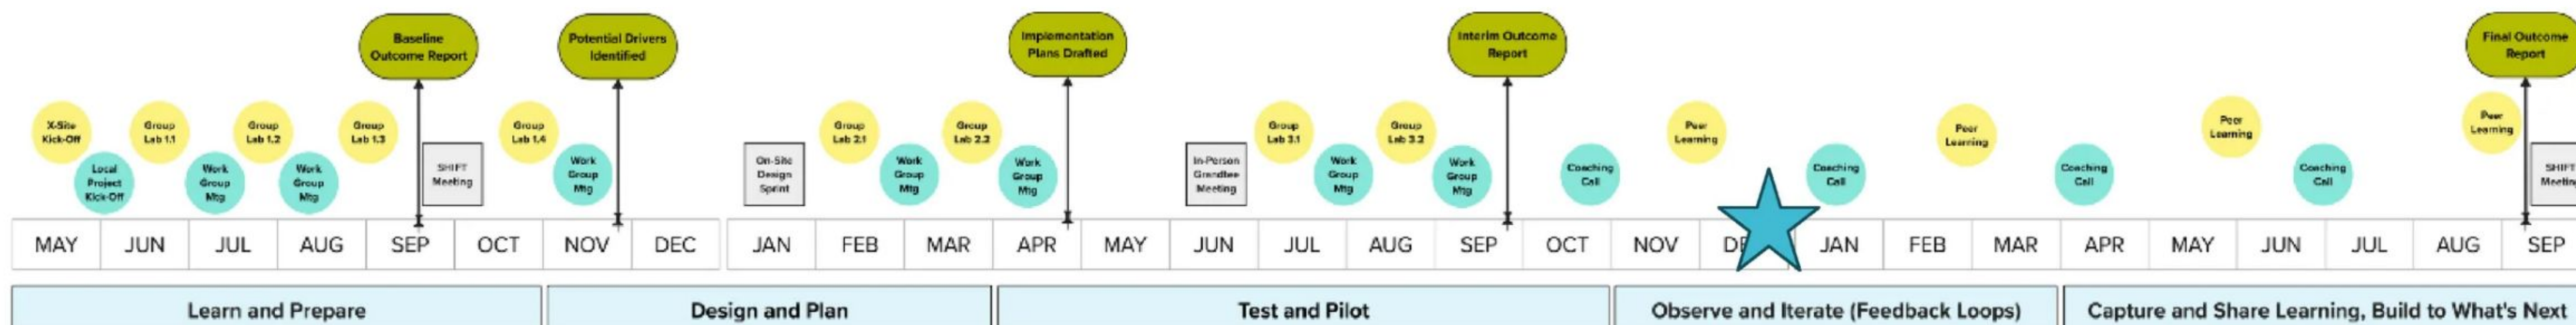 Baseline
Outcome Report
Potential Drivers
Identified
Implementation
Plans Drafted
Interim Outcome
Report
Final Outcome
Report
X-Site
Kick-Off
Group
Lab 1.1
Group
Lab 1.2
Group
Lab 1.3
Group
Lab 1.4
Group
Lab 2.1
Group
Lab 2.2
Group
Lab 3.1
Group
Lab 3.2
Peer
Learning
Peer
Learning
Peer
Learning
Peer
Learning
Local
Project
Kick-Off
Work
Group
Mtg
Work
Group
Mtg
SHIFT
Meeting
Work
Group
Mtg
On-Site
Design
Sprint
Work
Group
Mtg
Work
Group
Mtg
In-Person
Grantee
Meeting
Work
Group
Mtg
Work
Group
Mtg
Coaching
Call
Coaching
Call
Coaching
Call
Coaching
Call
SHIFT
Meeting
MAY JUN JUL AUG SEP OCT NOV DEC JAN FEB MAR APR MAY JUN JUL AUG SEP OCT NOV DE JAN FEB MAR APR MAY JUN JUL AUG SEP
Learn and Prepare Design and Plan Test and Pilot Observe and Iterate (Feedback Loops) Capture and Share Learning, Build to What's Next